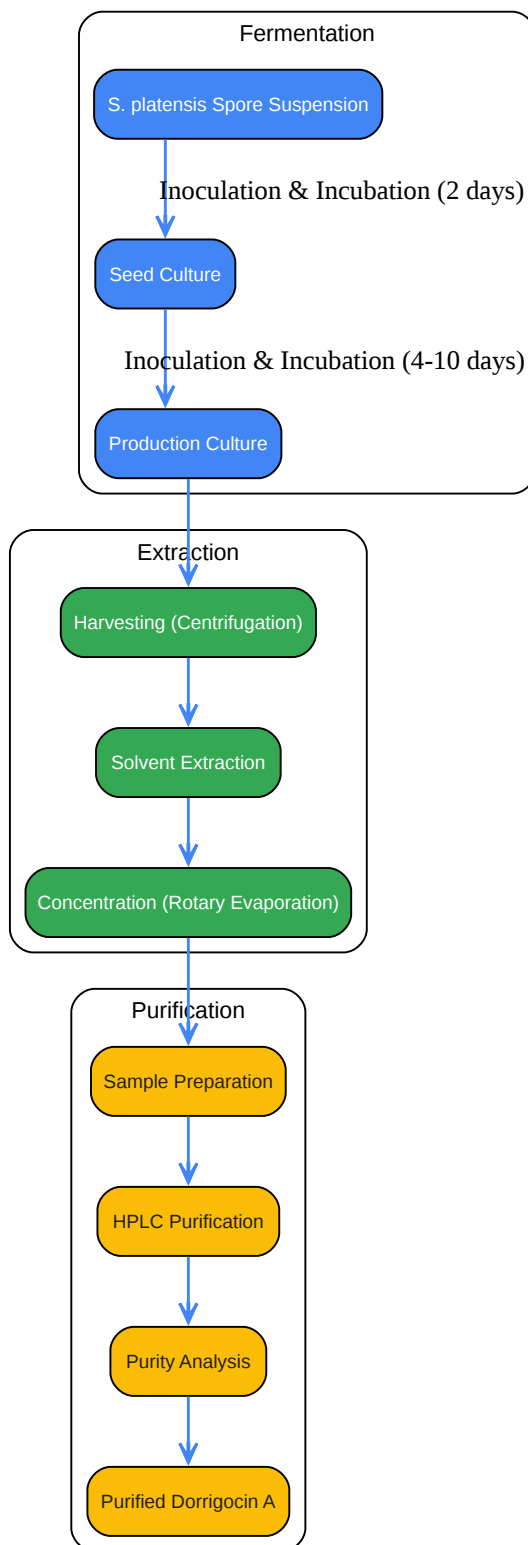 Fermentation
S. platensis Spore Suspension
Inoculation & Incubation (2 days)
Seed Culture
Inoculation & Incubation (4-10 days)
Production Culture
Extraction
Harvesting (Centrifugation)
Solvent Extraction
Concentration (Rotary Evaporation)
Purification
Sample Preparation
HPLC Purification
Purity Analysis
Purified Dorrigocin A